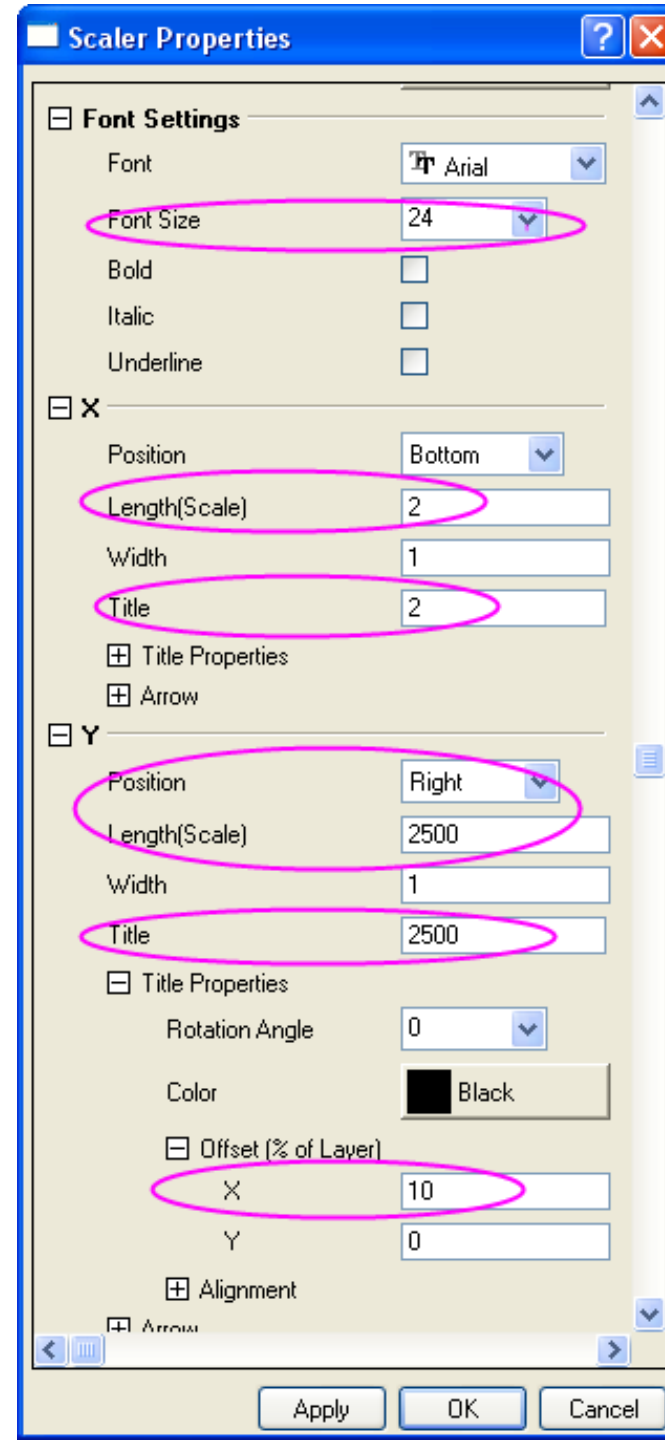 Scaler Properties
Font Settings
Font Arial
Font Size 24
Bold
Italic
Underline
X
Position Bottom
Length(Scale) 2
Width 1
Title 2
Title Properties
Arrow
Y
Position Right
Length(Scale) 2500
Width 1
Title 2500
Title Properties
Rotation Angle 0
Color Black
Offset (% of Layer)
X 10
Y 0
Alignment
Arrow
Apply OK Cancel